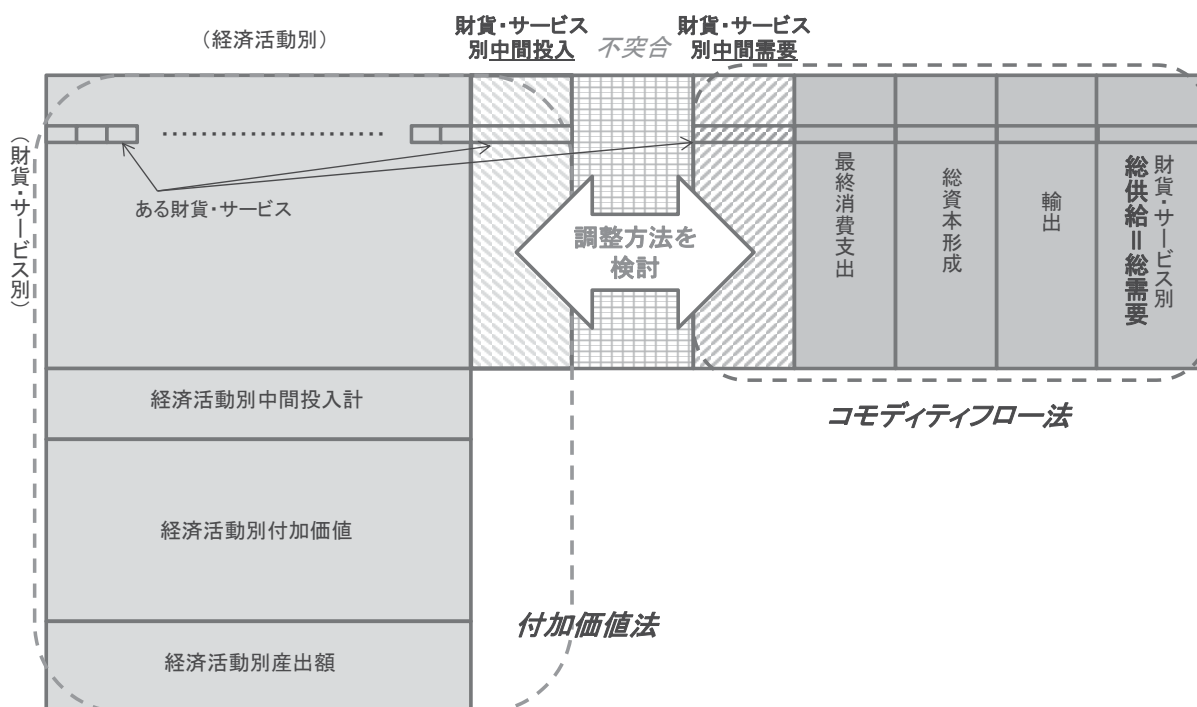 （経済活動別）
財貨・サービス
別中間投入
不突合
財貨・サービス
別中間需要
（財貨・サービス別）
ある財貨・サービス
調整方法を
検討
最終消費支出
総資本形成
輸出
財貨・サービス別
総供給＝総需要
経済活動別中間投入計
コモディティフロー法
経済活動別付加価値
付加価値法
経済活動別産出額